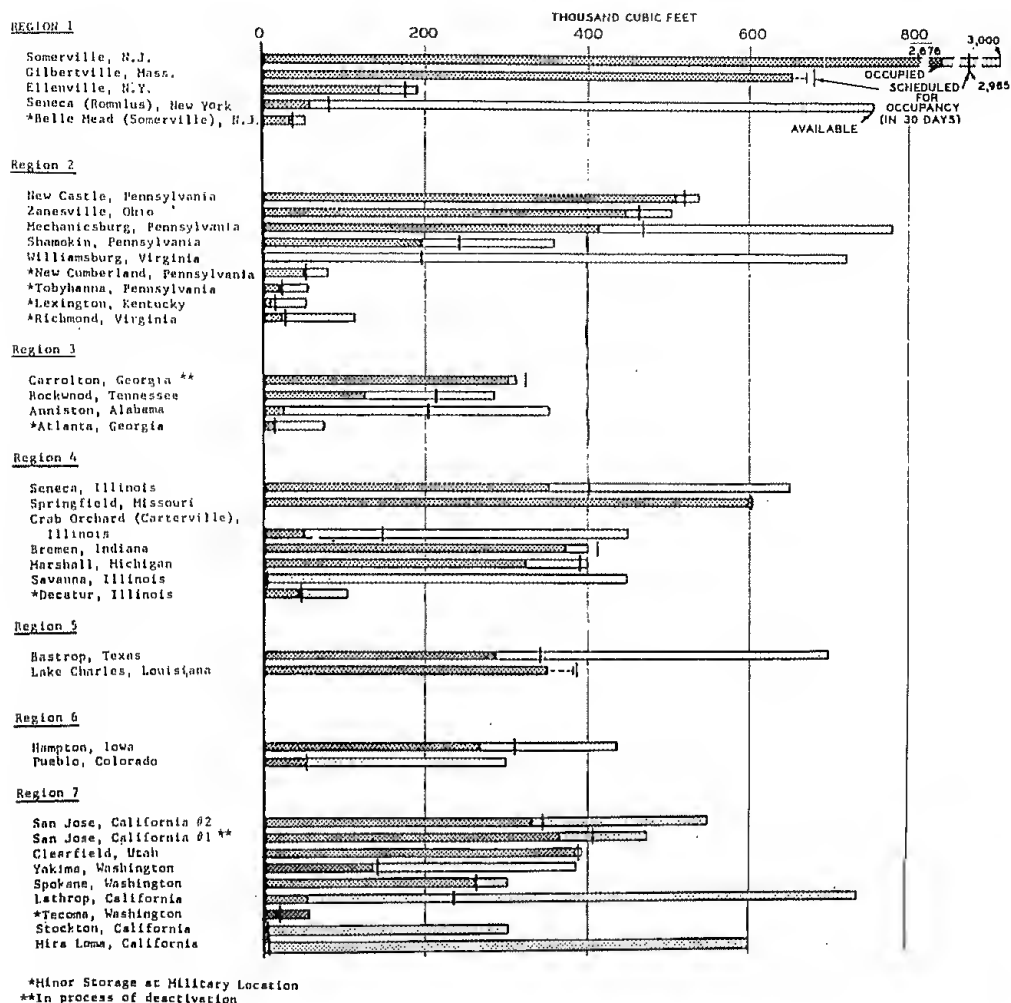 THOUSAND CUBIC FEET
0 200 400 600 800 3,000
REGION 1
2,676
Somerville, N.J.
OCCUPIED
Gilbertville, Mass.
SCHEDULED FOR OCCUPANCY (IN 30 DAYS)
2,965
Ellenville, N.Y.
Seneca (Romulus), New York
AVAILABLE
*Belle Mead (Somerville), N.J.
Region 2
New Castle, Pennsylvania
Zanesville, Ohio
Mechanicsburg, Pennsylvania
Shamokin, Pennsylvania
Williamsburg, Virginia
*New Cumberland, Pennsylvania
*Tobyhanna, Pennsylvania
*Lexington, Kentucky
*Richmond, Virginia
Region 3
Carrolton, Georgia **
Rockwood, Tennessee
Anniston, Alabama
*Atlanta, Georgia
Region 4
Seneca, Illinois
Springfield, Missouri
Crab Orchard (Carterville),
Illinois
Bremen, Indiana
Marshall, Michigan
Savanna, Illinois
*Decatur, Illinois
Region 5
Bastrop, Texas
Lake Charles, Louisiana
Region 6
Hampton, Iowa
Pueblo, Colorado
Region 7
San Jose, California #2
San Jose, California #1 **
Clearfield, Utah
Yakima, Washington
Spokane, Washington
Lathrop, California
*Tecoma, Washington
Stockton, California
Mira Loma, California
*Minor Storage at Military Location
**In process of deactivation